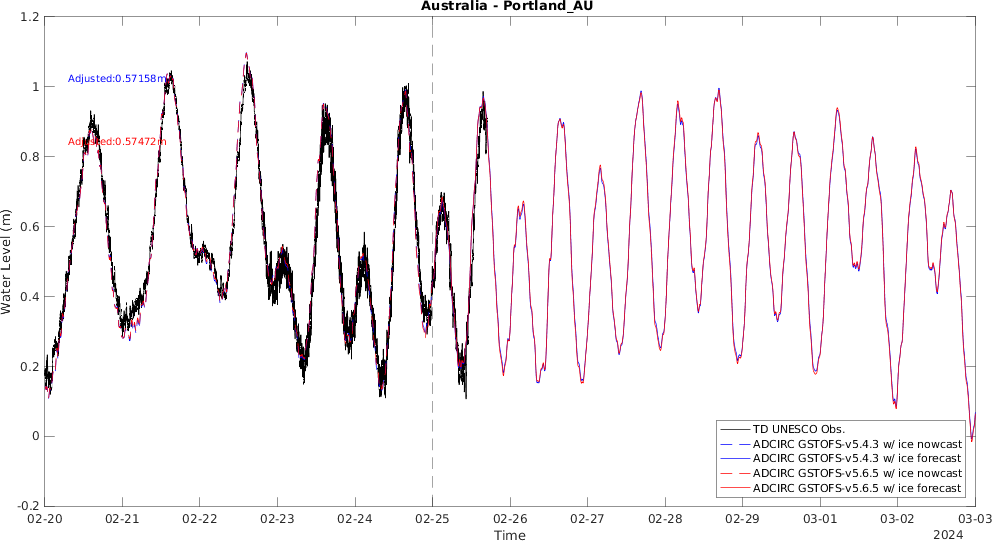 Australia - Portland_AU
Adjusted:0.57158m
Adjusted:0.57472m
Water Level (m)
1.2
1
0.8
0.6
0.4
0.2
0
-0.2
TD UNESCO Obs.
ADCIRC GSTOFS-v5.4.3 w/ ice nowcast
ADCIRC GSTOFS-v5.4.3 w/ ice forecast
ADCIRC GSTOFS-v5.6.5 w/ ice nowcast
ADCIRC GSTOFS-v5.6.5 w/ ice forecast
02-20 02-21 02-22 02-23 02-24 02-25 02-26 02-27 02-28 02-29 03-01 03-02 03-03
Time
2024